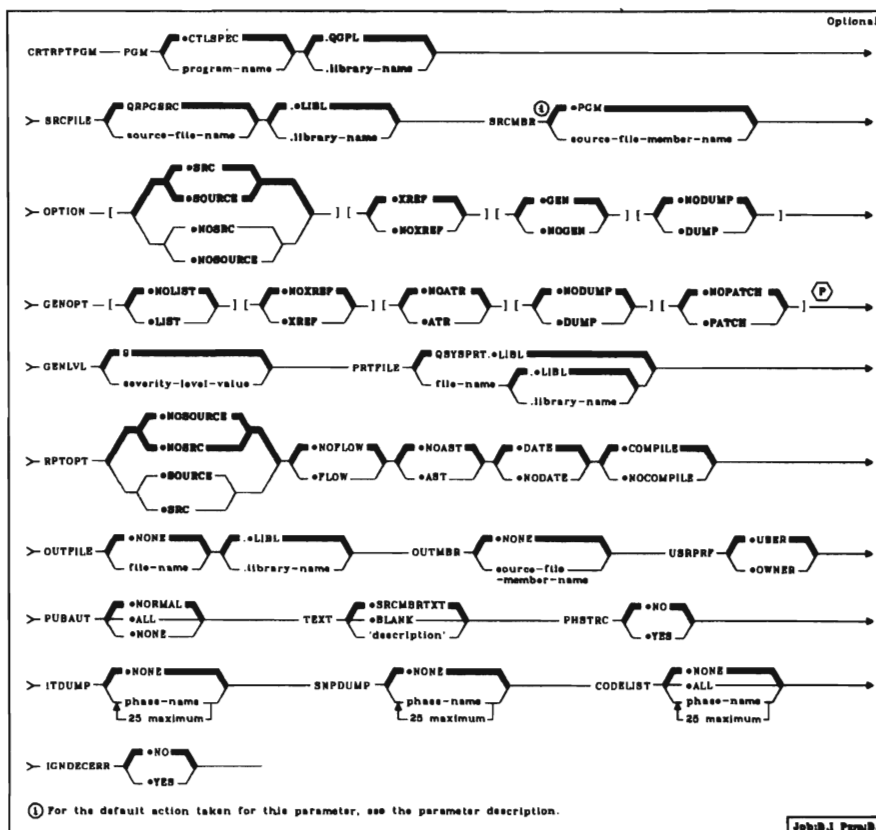 Optional
CRTRPTPGM PGM *CTLSPEC .QGPL
program-name .library-name
SRCFILE QRPGSRC .*LIBL SRCMBR 1 *PGM
source-file-name .library-name source-file-member-name
*SRC
OPTION [ *SOURCE ] [ *XREF ] [ *GEN ] [ *NODUMP ]
*NOSRC *NOXREF *NOGEN *DUMP
*NOSOURCE
GENOPT [ *NOLIST ] [ *NOXREF ] [ *NOATR ] [ *NODUMP ] [ *NOPATCH ] P
*LIST *XREF *ATR *DUMP *PATCH
GENLVL 9 PRTFILE QSYSPRT.*LIBL
severity-level-value file-name .*LIBL
.library-name
*NOSOURCE
RPTOPT *NOSRC *NOFLOW *NOAST *DATE *COMPILE
*SOURCE *FLOW *AST *NODATE *NOCOMPILE
*SRC
OUTFILE *NONE .*LIBL OUTMBR *NONE USRPRF *USER
file-name .library-name source-file *OWNER
-member-name
PUBAUT *NORMAL TEXT *SRCMBRTXT PHSTRC *NO
*ALL *BLANK *YES
*NONE 'description'
ITDUMP *NONE SNPDUMP *NONE CODELIST *NONE
*ALL
phase-name phase-name phase-name
25 maximum 25 maximum 25 maximum
IGNDECERR *NO
*YES
1 For the default action taken for this parameter, see the parameter description.
Job:B,I Pgm:B,